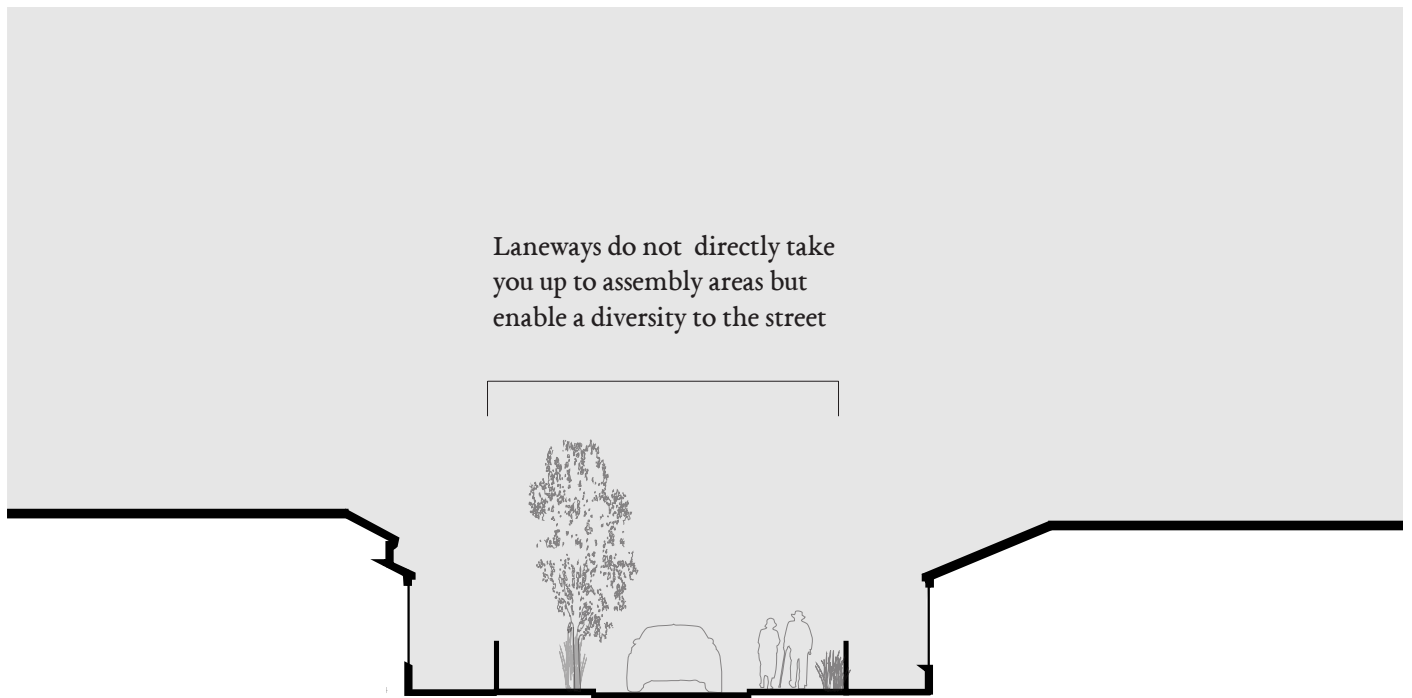 Laneways do not  directly take
you up to assembly areas but
enable a diversity to the street